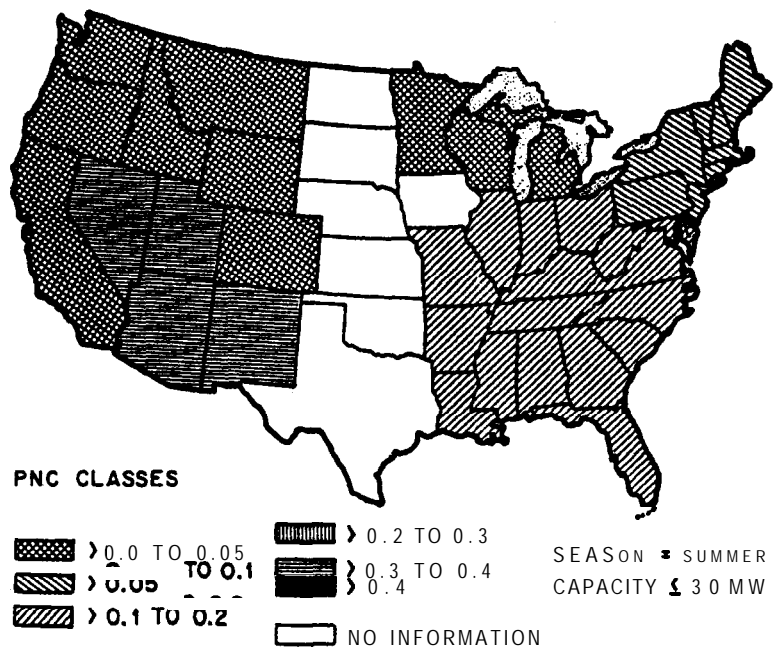 PNC CLASSES
> 0.0 TO 0.05
> 0.05 TO 0.1
> 0.1 TO 0.2
> 0.2 TO 0.3
> 0.3 TO 0.4
> 0.4
NO INFORMATION
SEASon = SUMMER
CAPACITY ≤ 30 MW